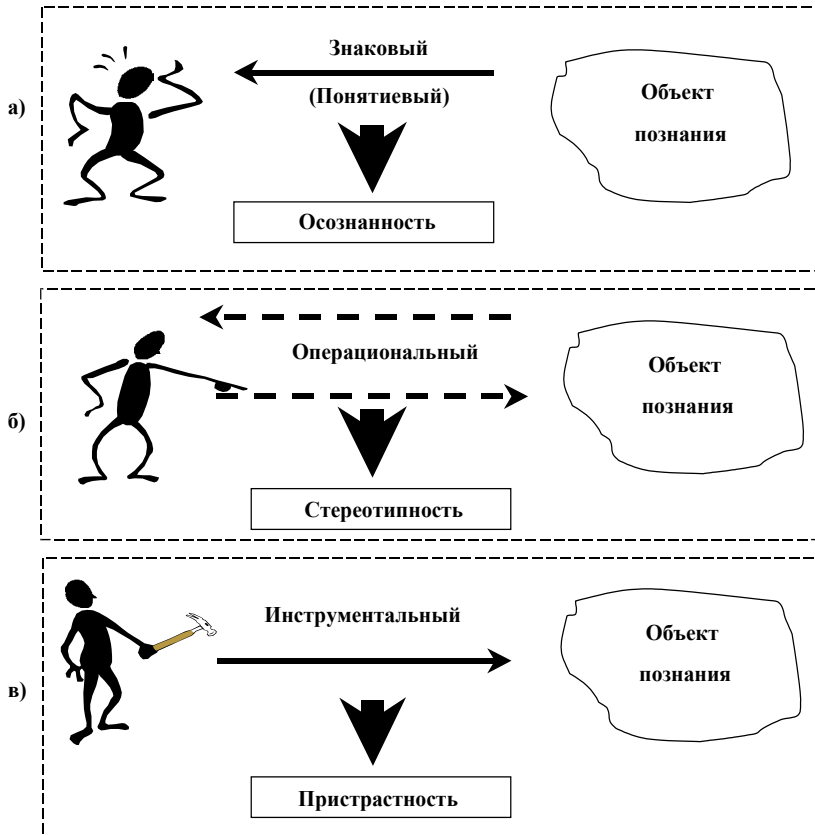 а)
Знаковый
(Понятиевый)
Осознанность
Объект
познания
б)
Операциональный
Стереотипность
Объект
познания
в)
Инструментальный
Пристрастность
Объект
познания